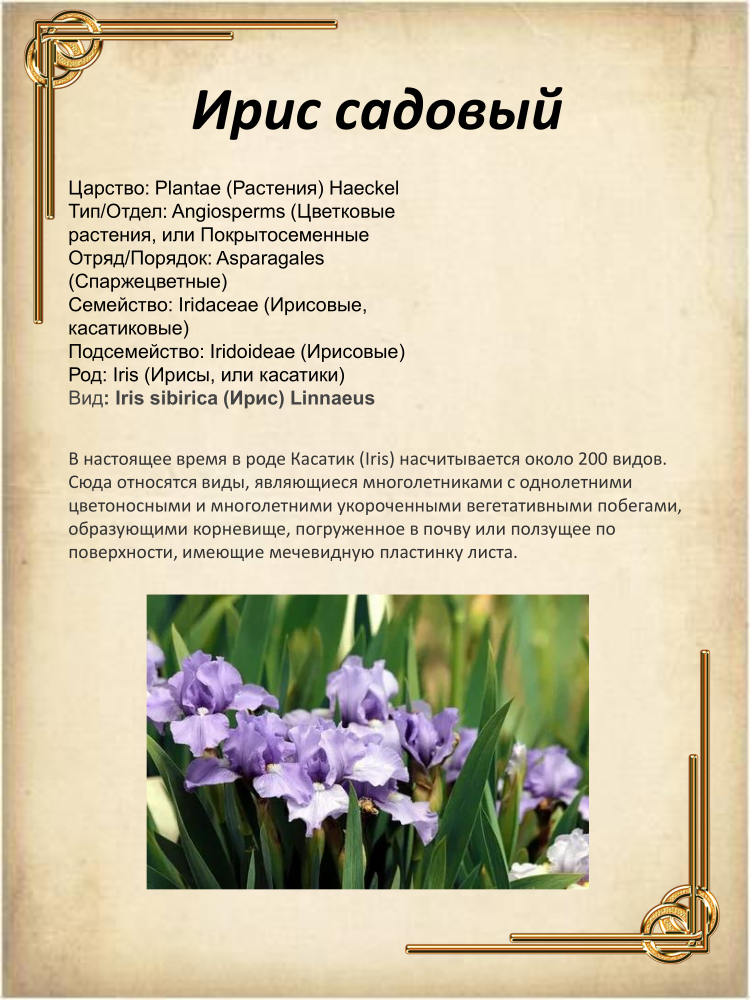 Ирис садовый
Царство: Plantae (Растения) Haeckel
Тип/Отдел: Angiosperms (Цветковые
растения, или Покрытосеменные
Отряд/Порядок: Asparagales
(Спаржецветные)
Семейство: Iridaceae (Ирисовые,
касатиковые)
Подсемейство: Iridoideae (Ирисовые)
Род: Iris (Ирисы, или касатики)
Вид: Iris sibirica (Ирис) Linnaeus
В настоящее время в роде Касатик (Iris) насчитывается около 200 видов.
Сюда относятся виды, являющиеся многолетниками с однолетними
цветоносными и многолетними укороченными вегетативными побегами,
образующими корневище, погруженное в почву или ползущее по
поверхности, имеющие мечевидную пластинку листа.